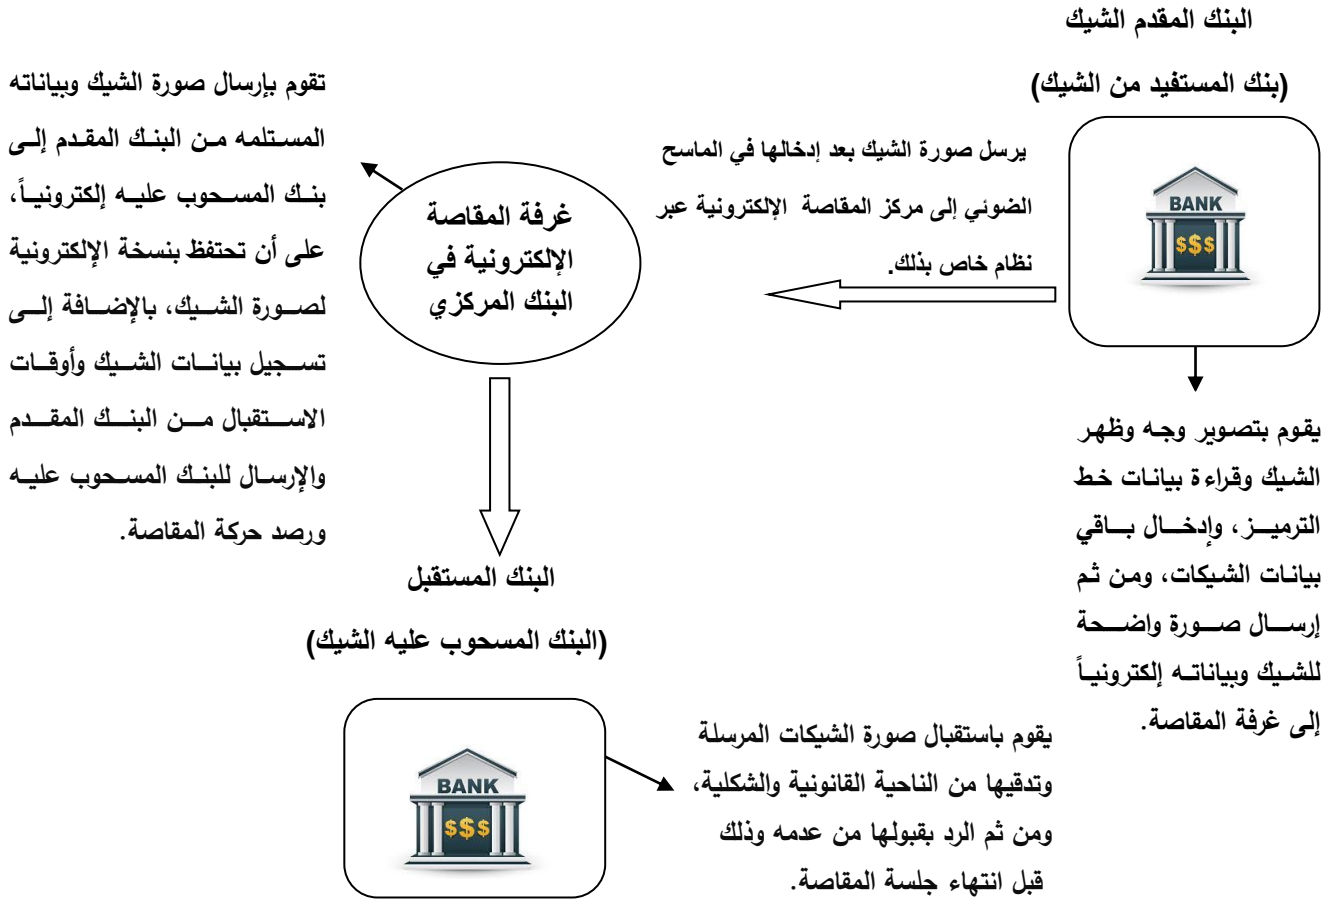 البنك المقدم الشيك
(بنك المستفيد من الشيك)
BANK
$$$
يرسل صورة الشيك بعد إدخالها في الماسح
الضوئي إلى مركز المقاصة الإلكترونية عبر
نظام خاص بذلك.
يقوم بتصوير وجه وظهر
الشيك وقراءة بيانات خط
الترميز، وإدخال باقي
بيانات الشيكات، ومن ثم
إرسال صورة واضحة
للشيك وبياناته إلكترونياً
إلى غرفة المقاصة.
غرفة المقاصة
الإلكترونية في
البنك المركزي
تقوم بإرسال صورة الشيك وبياناته
المستلمه من البنك المقدم إلى
بنك المسحوب عليه إلكترونياً،
على أن تحتفظ بنسخة الإلكترونية
لصورة الشيك، بالإضافة إلى
تسجيل بيانات الشيك وأوقات
الاستقبال من البنك المقدم
والإرسال للبنك المسحوب عليه
ورصد حركة المقاصة.
البنك المستقبل
(البنك المسحوب عليه الشيك)
BANK
$$$
يقوم باستقبال صورة الشيكات المرسلة
وتدقيها من الناحية القانونية والشكلية،
ومن ثم الرد بقبولها من عدمه وذلك
قبل انتهاء جلسة المقاصة.